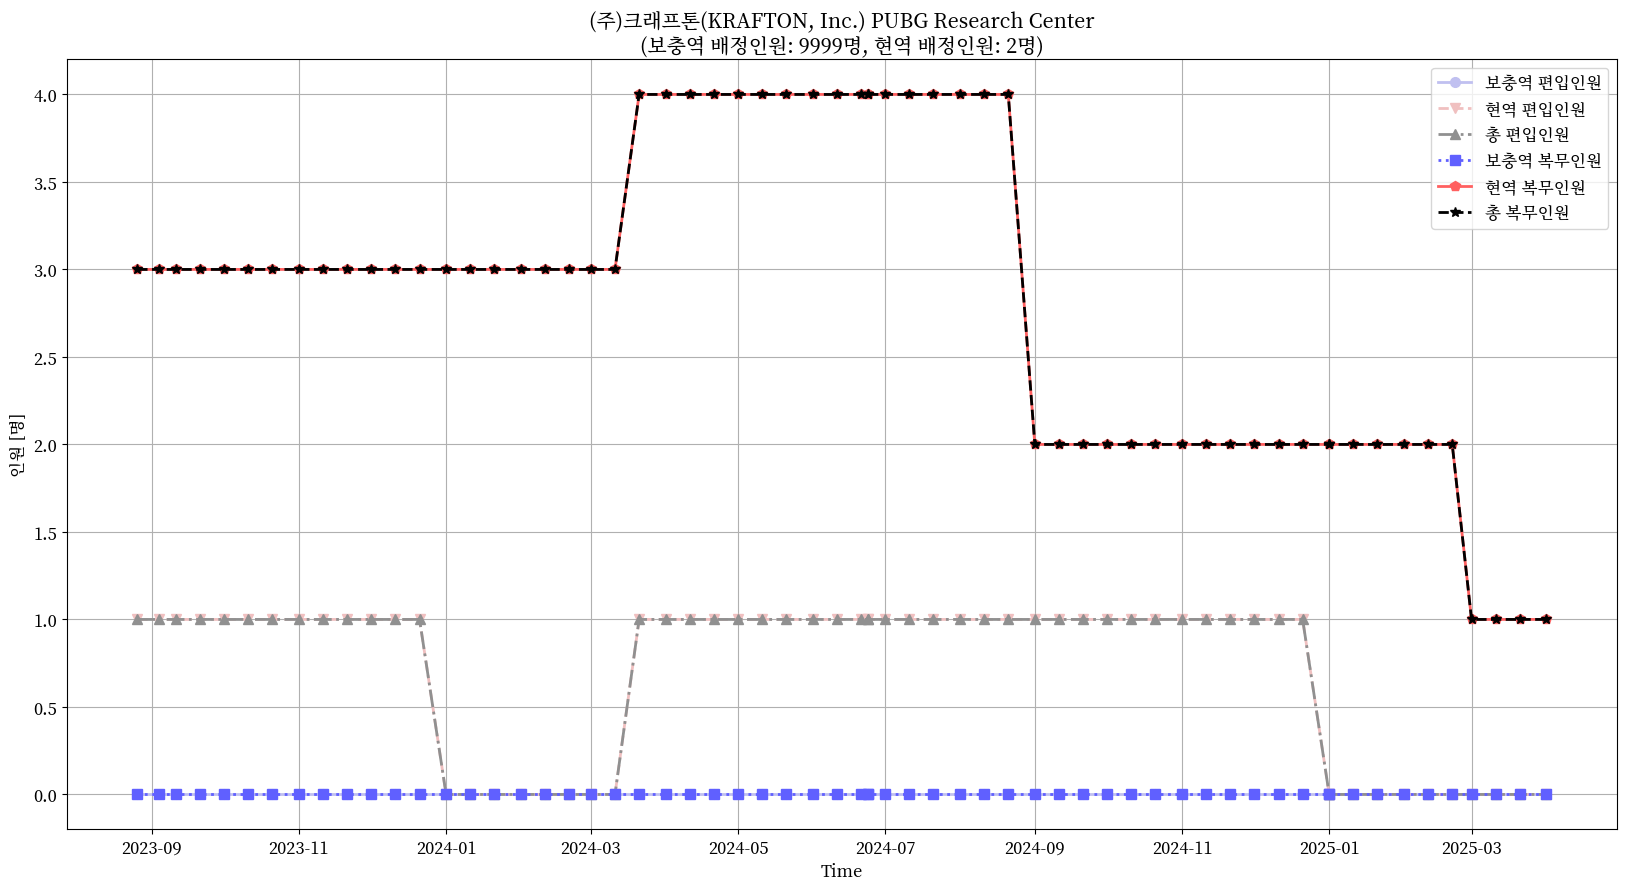 (주)크래프톤(KRAFTON, Inc.) PUBG Research Center
(보충역 배정인원: 9999명, 현역 배정인원: 2명)
보충역 편입인원
현역 편입인원
총 편입인원
보충역 복무인원
현역 복무인원
총 복무인원
인원 [명]
4.0
3.5
3.0
2.5
2.0
1.5
1.0
0.5
0.0
2023-09 2023-11 2024-01 2024-03 2024-05 2024-07 2024-09 2024-11 2025-01 2025-03
Time